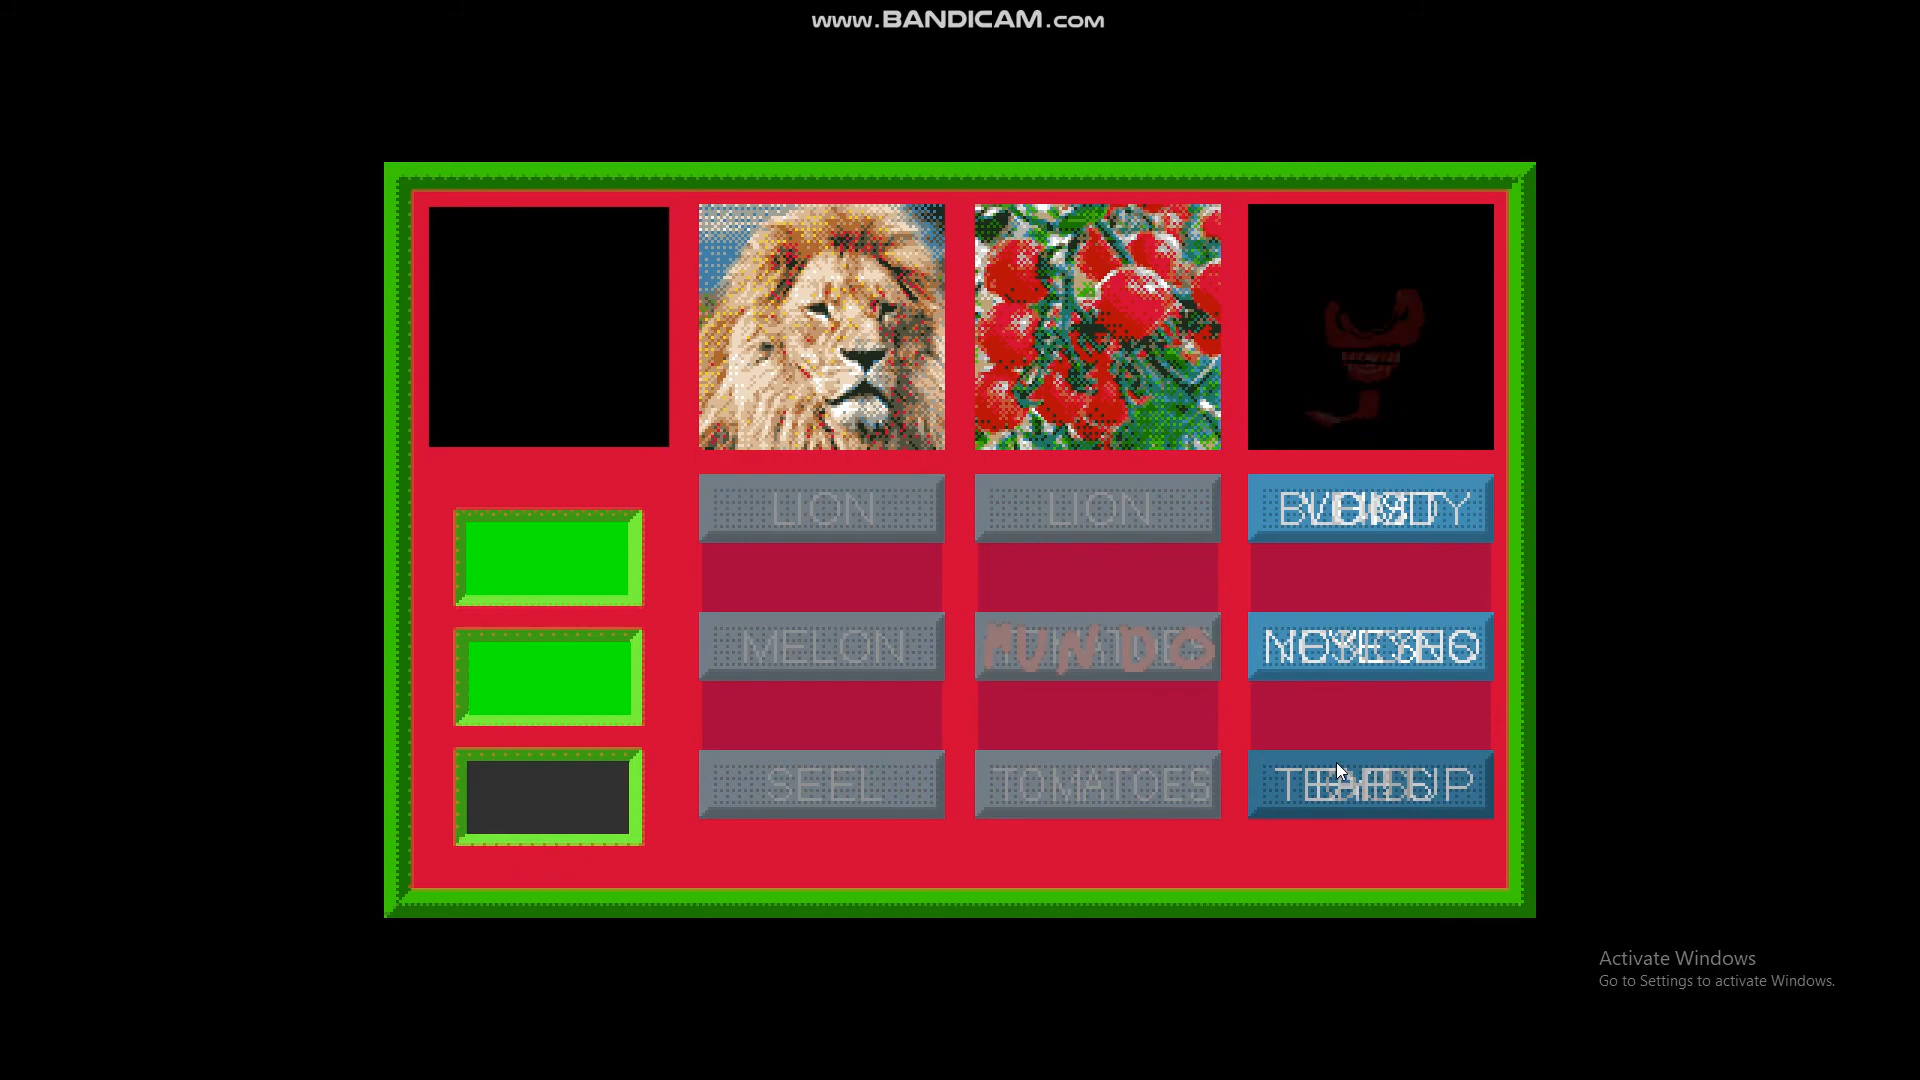 www.BANDICAM.com
LION
LION
MELON
MUNDO
SEEL
TOMATOES
Activate Windows
Go to Settings to activate Windows.